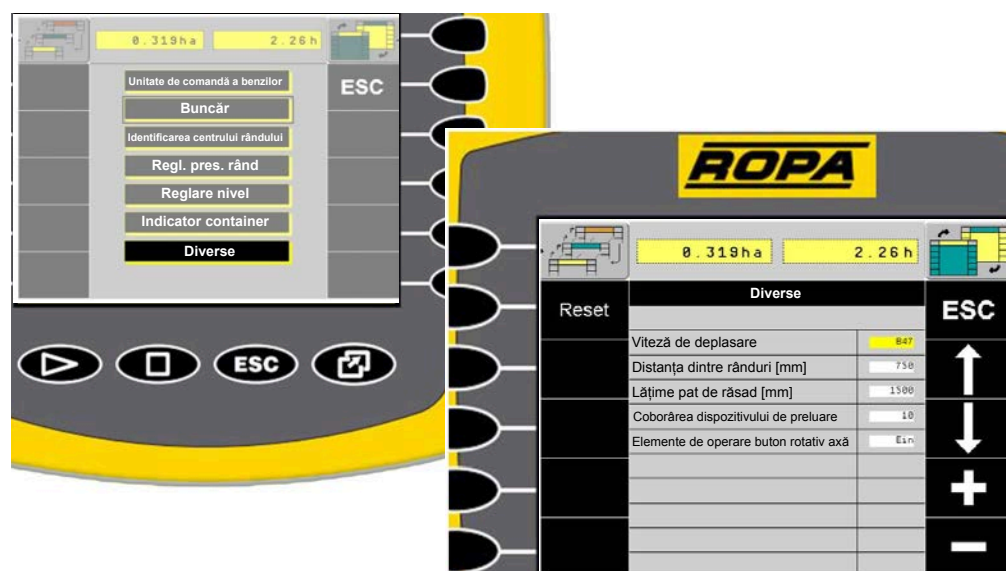 0.319ha
2.26h
Unitate de comandă a benzilor
ESC
Buncăr
Identificarea centrului rândului
Regl. pres. rând
Reglare nivel
Indicator container
Diverse
ESC
ROPA
0.319ha
2.26h
Diverse
Reset
ESC
Viteză de deplasare
847
Distanța dintre rânduri [mm]
750
Lățime pat de răsad [mm]
1500
Coborârea dispozitivului de preluare
10
Elemente de operare buton rotativ axă
Ein